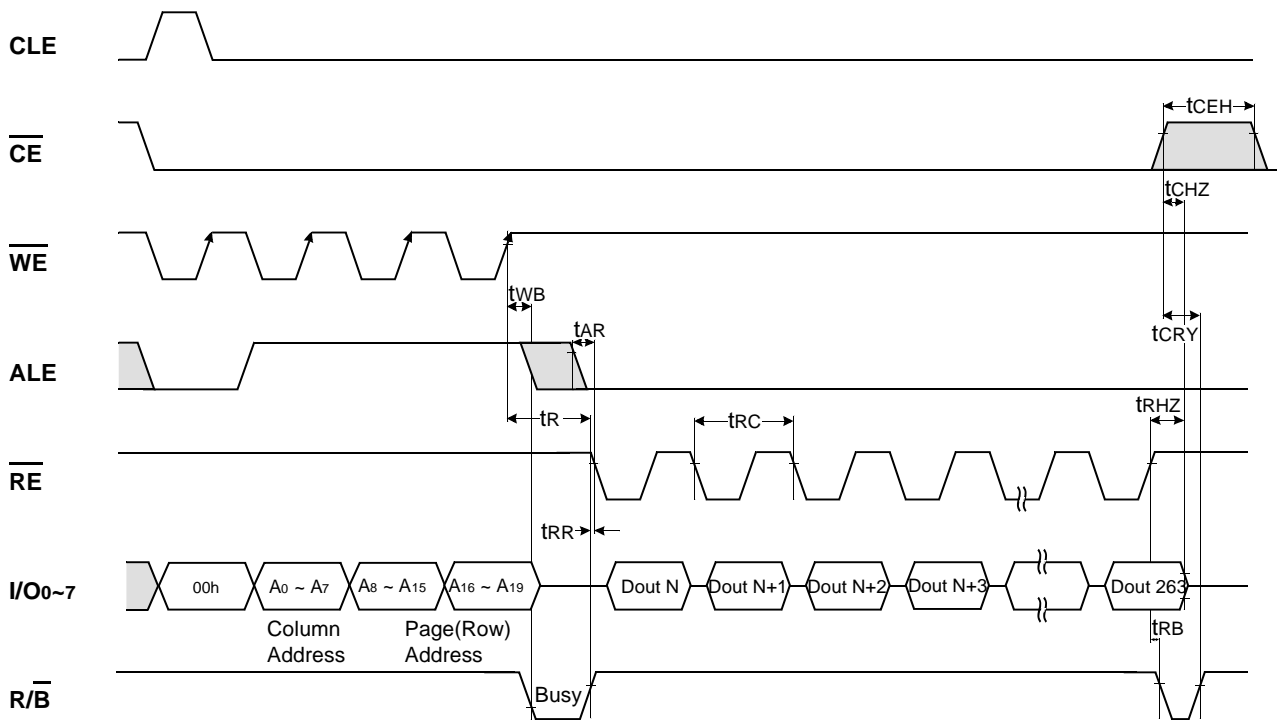 CLE
tCEH
CE
tCHZ
WE
tWB
tAR
tCRY
ALE
tR
tRC
tRHZ
RE
tRR
I/O0~7
00h
A0 ~ A7
A8 ~ A15
A16 ~ A19
Dout N
Dout N+1
Dout N+2
Dout N+3
Dout 263
Column
Address
Page(Row)
Address
tRB
R/B
Busy